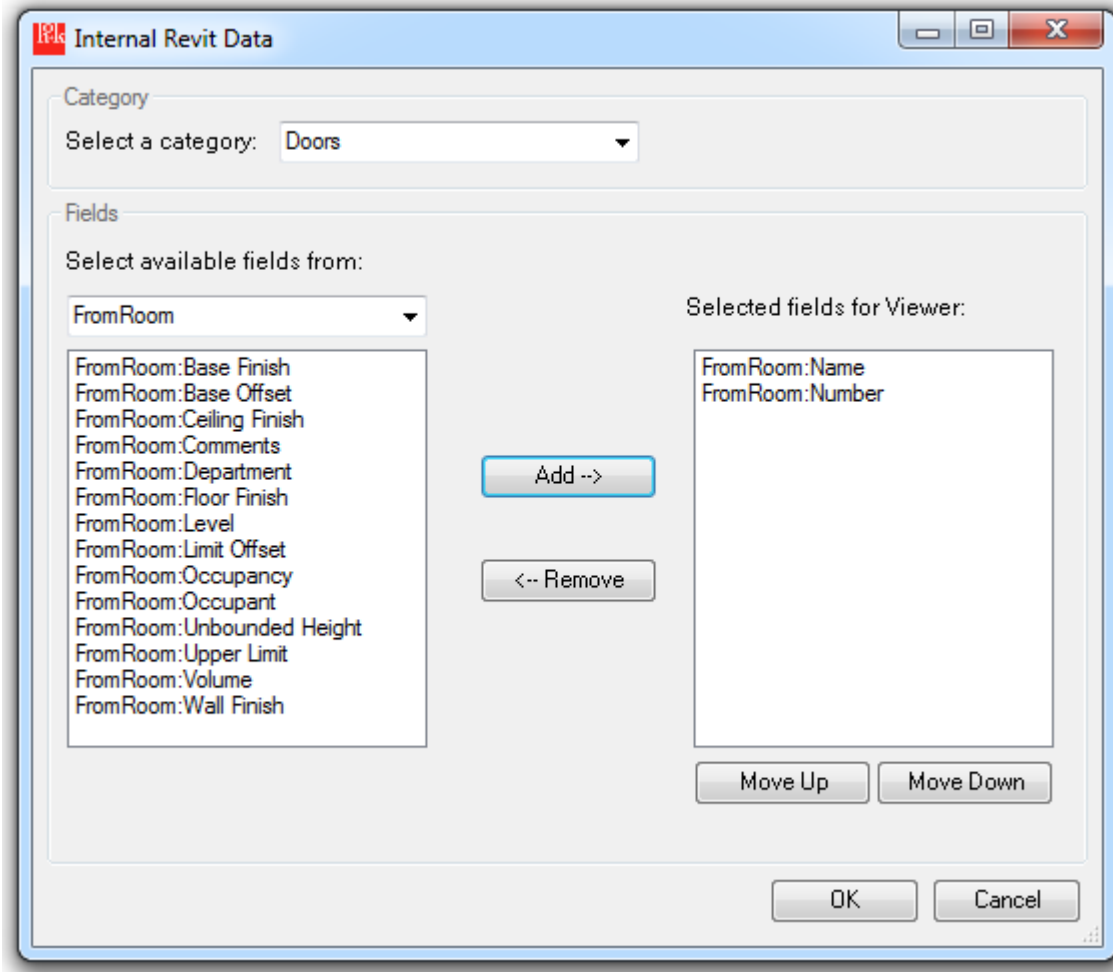 Internal Revit Data
Category
Select a category: Doors
Fields
Select available fields from:
FromRoom
Selected fields for Viewer:
FromRoom:Base Finish
FromRoom:Base Offset
FromRoom:Ceiling Finish
FromRoom:Comments
FromRoom:Department
FromRoom:Floor Finish
FromRoom:Level
FromRoom:Limit Offset
FromRoom:Occupancy
FromRoom:Occupant
FromRoom:Unbounded Height
FromRoom:Upper Limit
FromRoom:Volume
FromRoom:Wall Finish
Add -->
<-- Remove
FromRoom:Name
FromRoom:Number
Move Up Move Down
OK Cancel